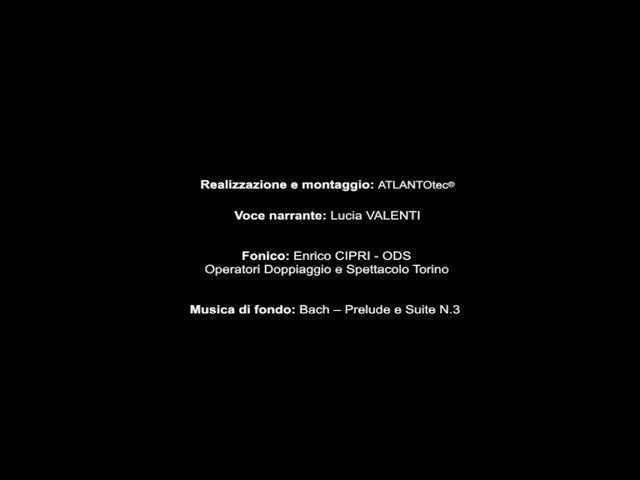 Realizzazione e montaggio: ATLANTOtec®
Voce narrante: Lucia VALENTI
Fonico: Enrico CIPRI - ODS
Operatori Doppiaggio e Spettacolo Torino
Musica di fondo: Bach – Prelude e Suite N.3